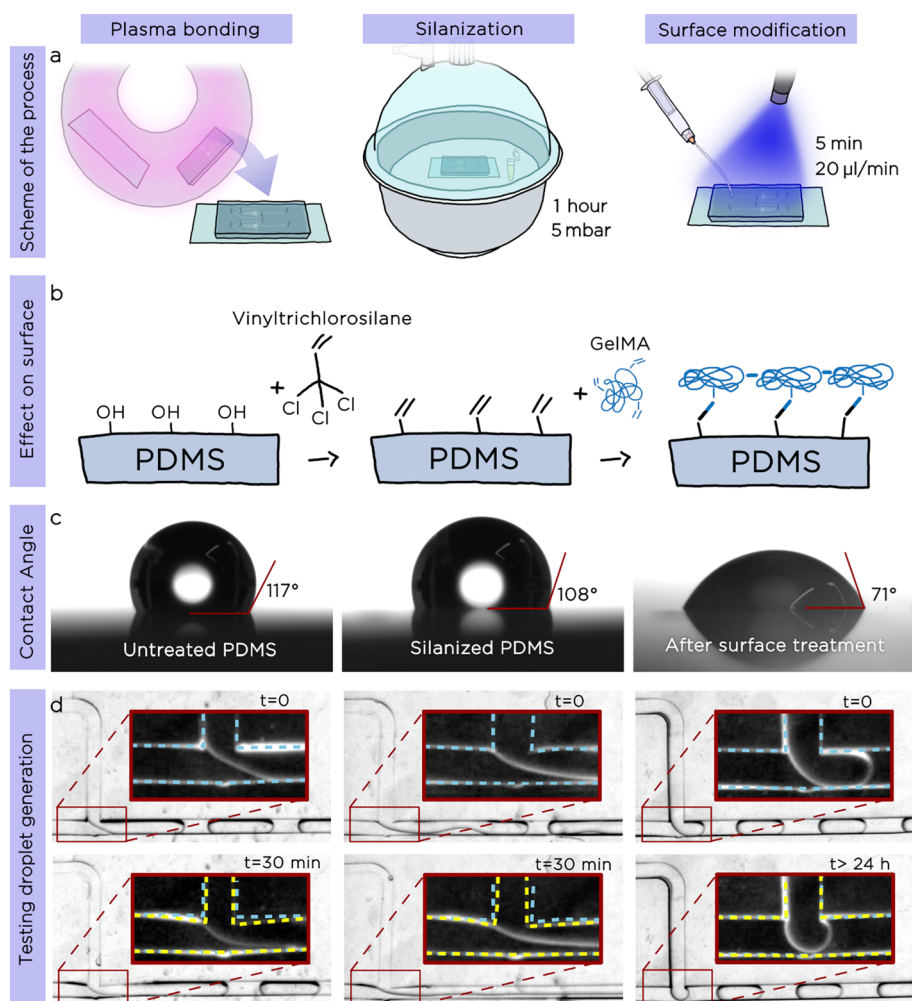 Plasma bonding
Silanization
Surface modification
Scheme of the process
a
1 hour
5 mbar
5 min
20 µl/min
Effect on surface
b
Vinyltrichlorosilane
+
Cl
Cl
Cl
OH
OH
OH
PDMS
GelMA
+
PDMS
PDMS
Contact Angle
c
117°
Untreated PDMS
108°
Silanized PDMS
71°
After surface treatment
Testing droplet generation
d
t=0
t=0
t=0
t=30 min
t=30 min
t> 24 h